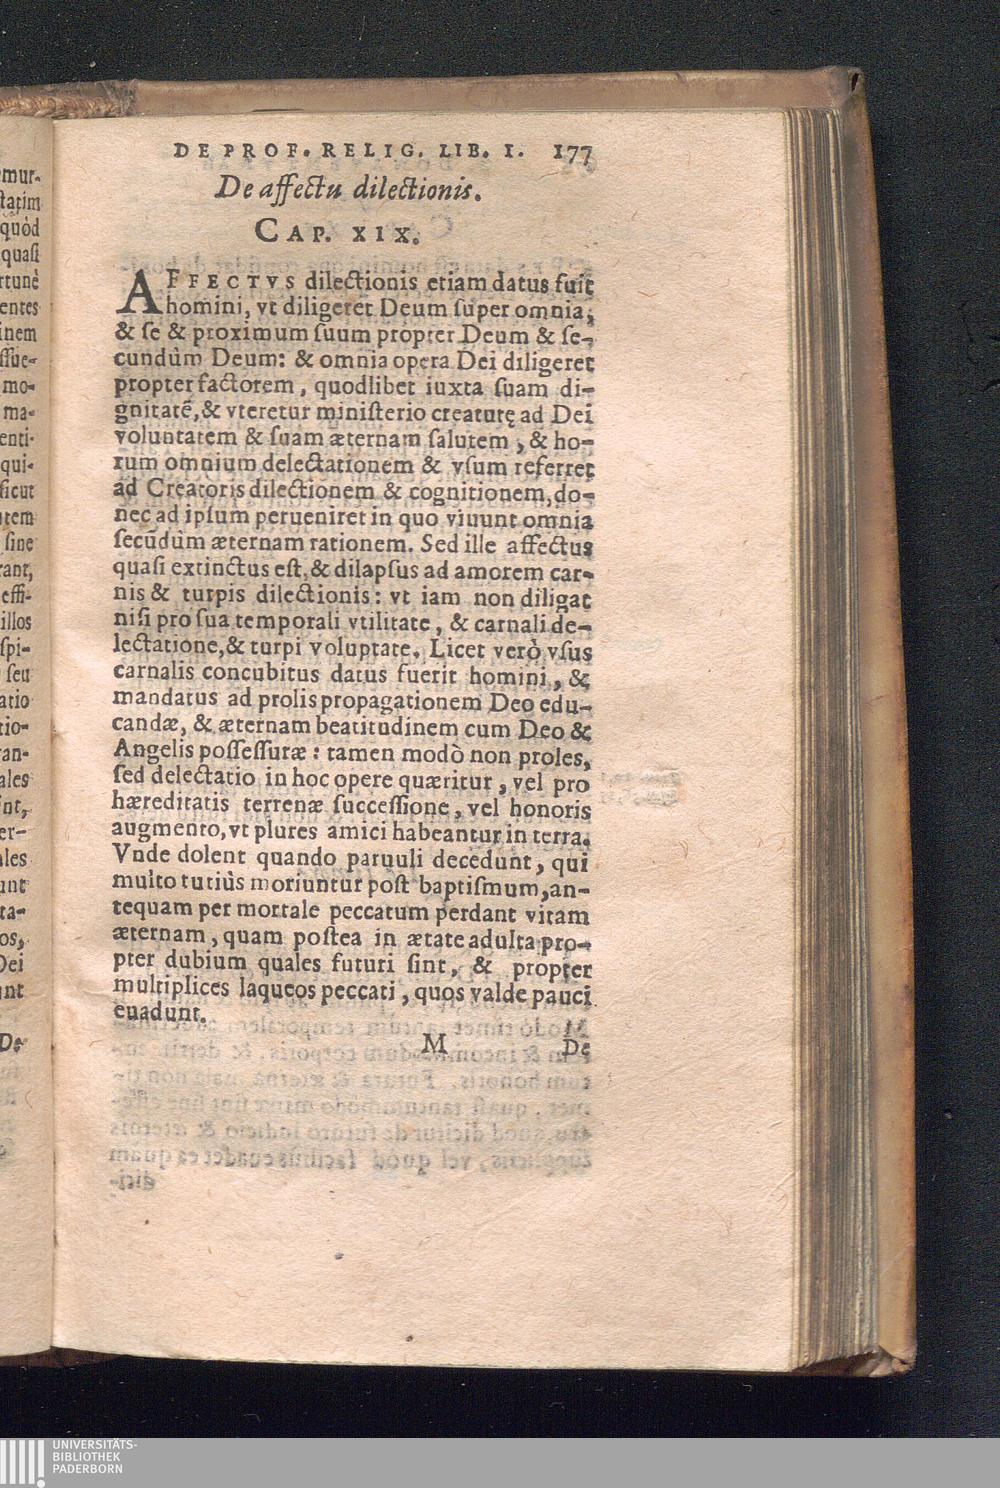 DE PROF. RELIG. LIB. I. 177
De affectu dilectionis.
CAP. XIX.
AFFECTVS dilectionis etiam datus fuit
homini, vt diligeret Deum super omnia,
& se & proximum suum propter Deum & se-
cundùm Deum: & omnia opera Dei diligeret
propter factorem, quodlibet iuxta suam di-
gnitatē, & vteretur ministerio creaturę ad Dei
voluntatem & suam æternam salutem, & ho-
rum omnium delectationem & vsum referret
ad Creatoris dilectionem & cognitionem, do-
nec ad ipsum perueniret in quo viuunt omnia
secūdùm æternam rationem. Sed ille affectus
quasi extinctus est, & dilapsus ad amorem car-
nis & turpis dilectionis: vt iam non diligat
nisi pro sua temporali vtilitate, & carnali de-
lectatione, & turpi voluptate. Licet verò vsus
carnalis concubitus datus fuerit homini, &
mandatus ad prolis propagationem Deo edu-
candæ, & æternam beatitudinem cum Deo &
Angelis possessuræ: tamen modò non proles,
sed delectatio in hoc opere quæritur, vel pro
hæreditatis terrenæ successione, vel honoris
augmento, vt plures amici habeantur in terra.
Vnde dolent quando paruuli decedunt, qui
multo tutiùs moriuntur post baptismum, an-
tequam per mortale peccatum perdant vitam
æternam, quam postea in ætate adulta pro-
pter dubium quales futuri sint, & propter
multiplices laqueos peccati, quos valde pauci
euadunt.
M De
UNIVERSITÄTS-
BIBLIOTHEK
PADERBORN